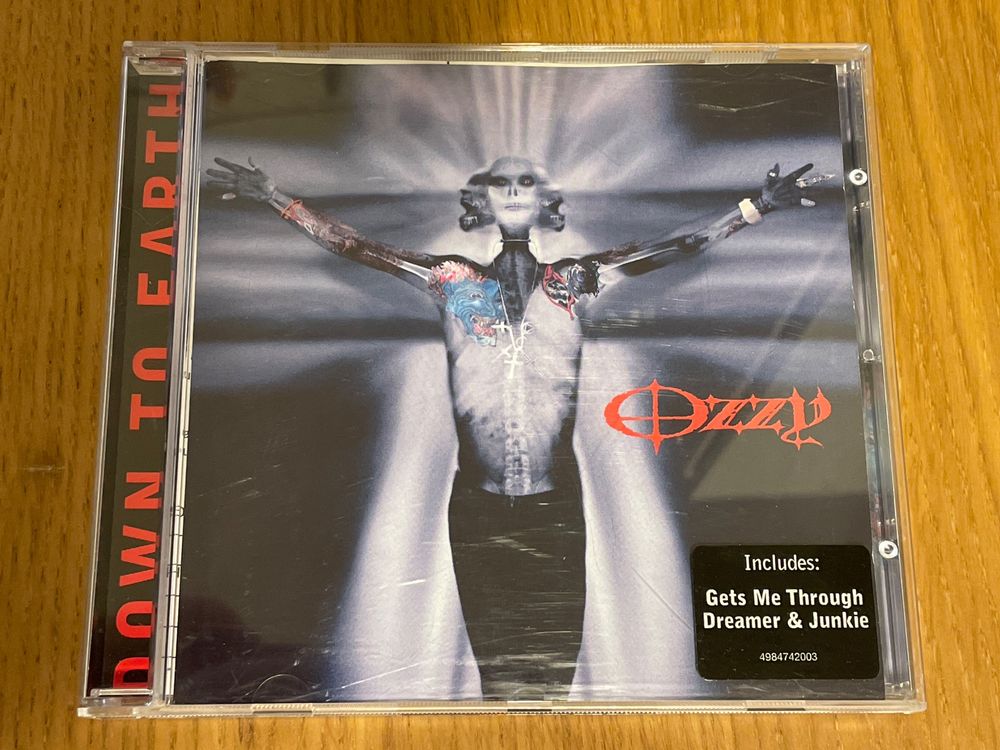 DOWN TO EARTH
Ozzy
Includes:
Gets Me Through
Dreamer & Junkie
4984742003